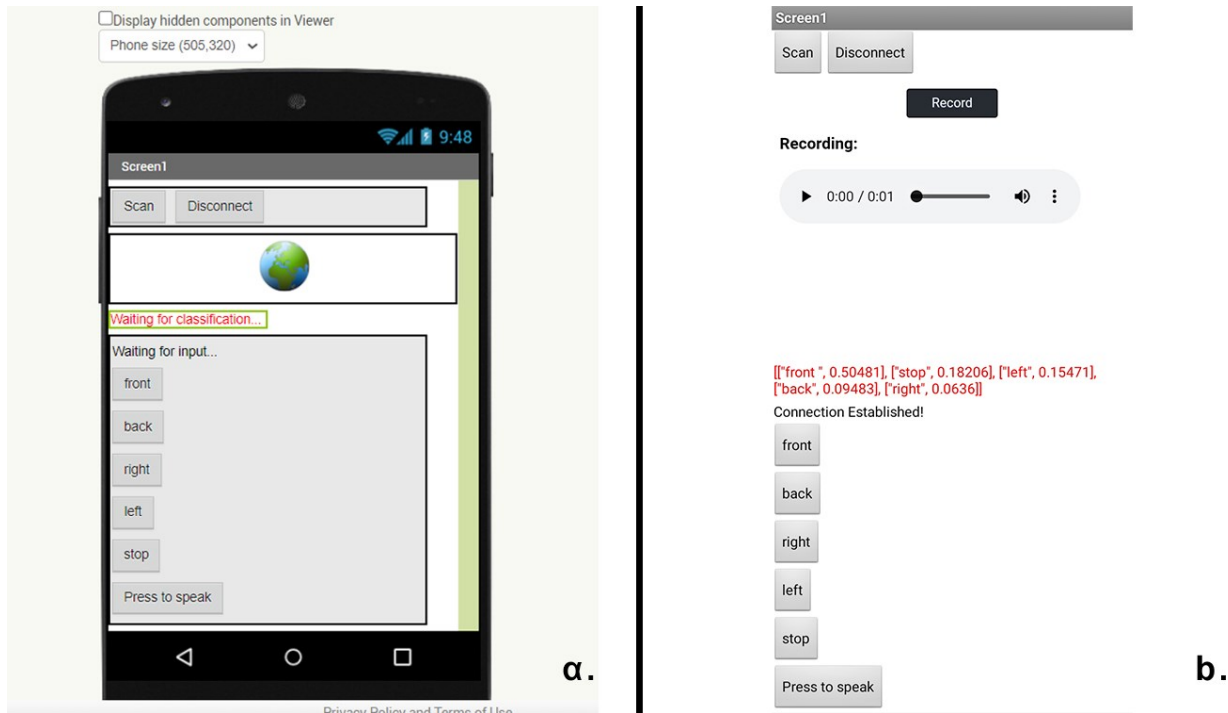 Display hidden components in Viewer
Phone size (505,320)
9:48
Screen1
Scan Disconnect
Waiting for classification...
Waiting for input...
front
back
right
left
stop
Press to speak
Privacy Policy and Terms of Use
α.
Screen1
Scan Disconnect
Record
Recording:
0:00 / 0:01
[["front ", 0.50481], ["stop", 0.18206], ["left", 0.15471],
["back", 0.09483], ["right", 0.0636]]
Connection Established!
front
back
right
left
stop
Press to speak
b.